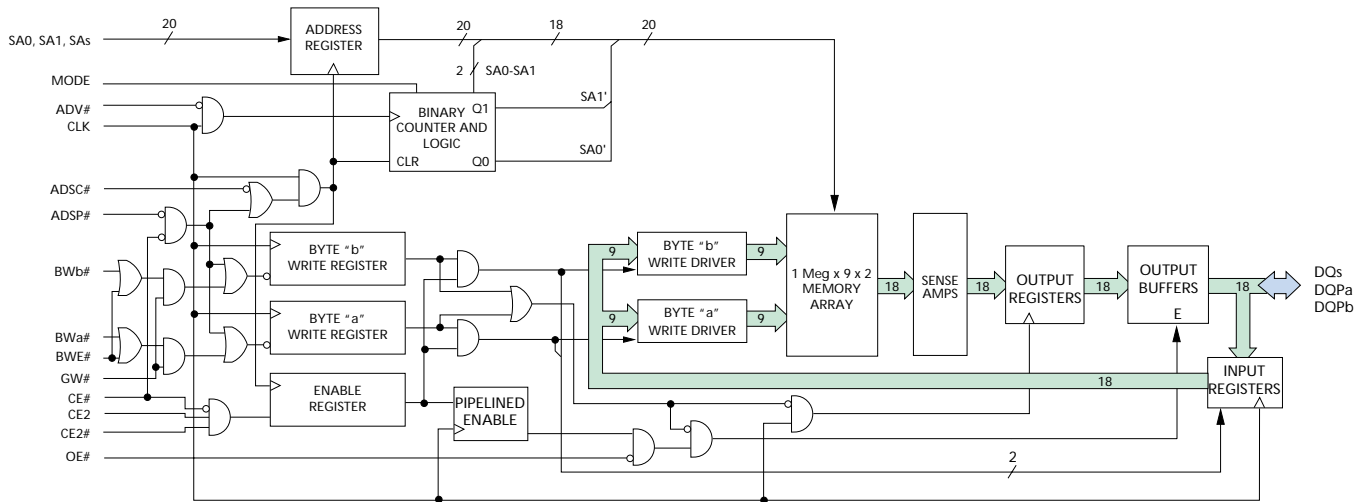 SA0, SA1, SAs
20
ADDRESS
REGISTER
20
18
20
2
SA0-SA1
MODE
ADV#
CLK
BINARY
COUNTER AND
LOGIC
Q1
SA1'
CLR
Q0
SA0'
ADSC#
ADSP#
BWb#
BYTE “b”
WRITE REGISTER
9
BYTE “b”
WRITE DRIVER
9
1 Meg x 9 x 2
MEMORY
ARRAY
18
SENSE
AMPS
18
OUTPUT
REGISTERS
18
OUTPUT
BUFFERS
E
18
DQs
DQPa
DQPb
BWa#
BWE#
BYTE “a”
WRITE REGISTER
9
BYTE “a”
WRITE DRIVER
9
GW#
CE#
CE2
CE2#
ENABLE
REGISTER
PIPELINED
ENABLE
18
INPUT
REGISTERS
OE#
2